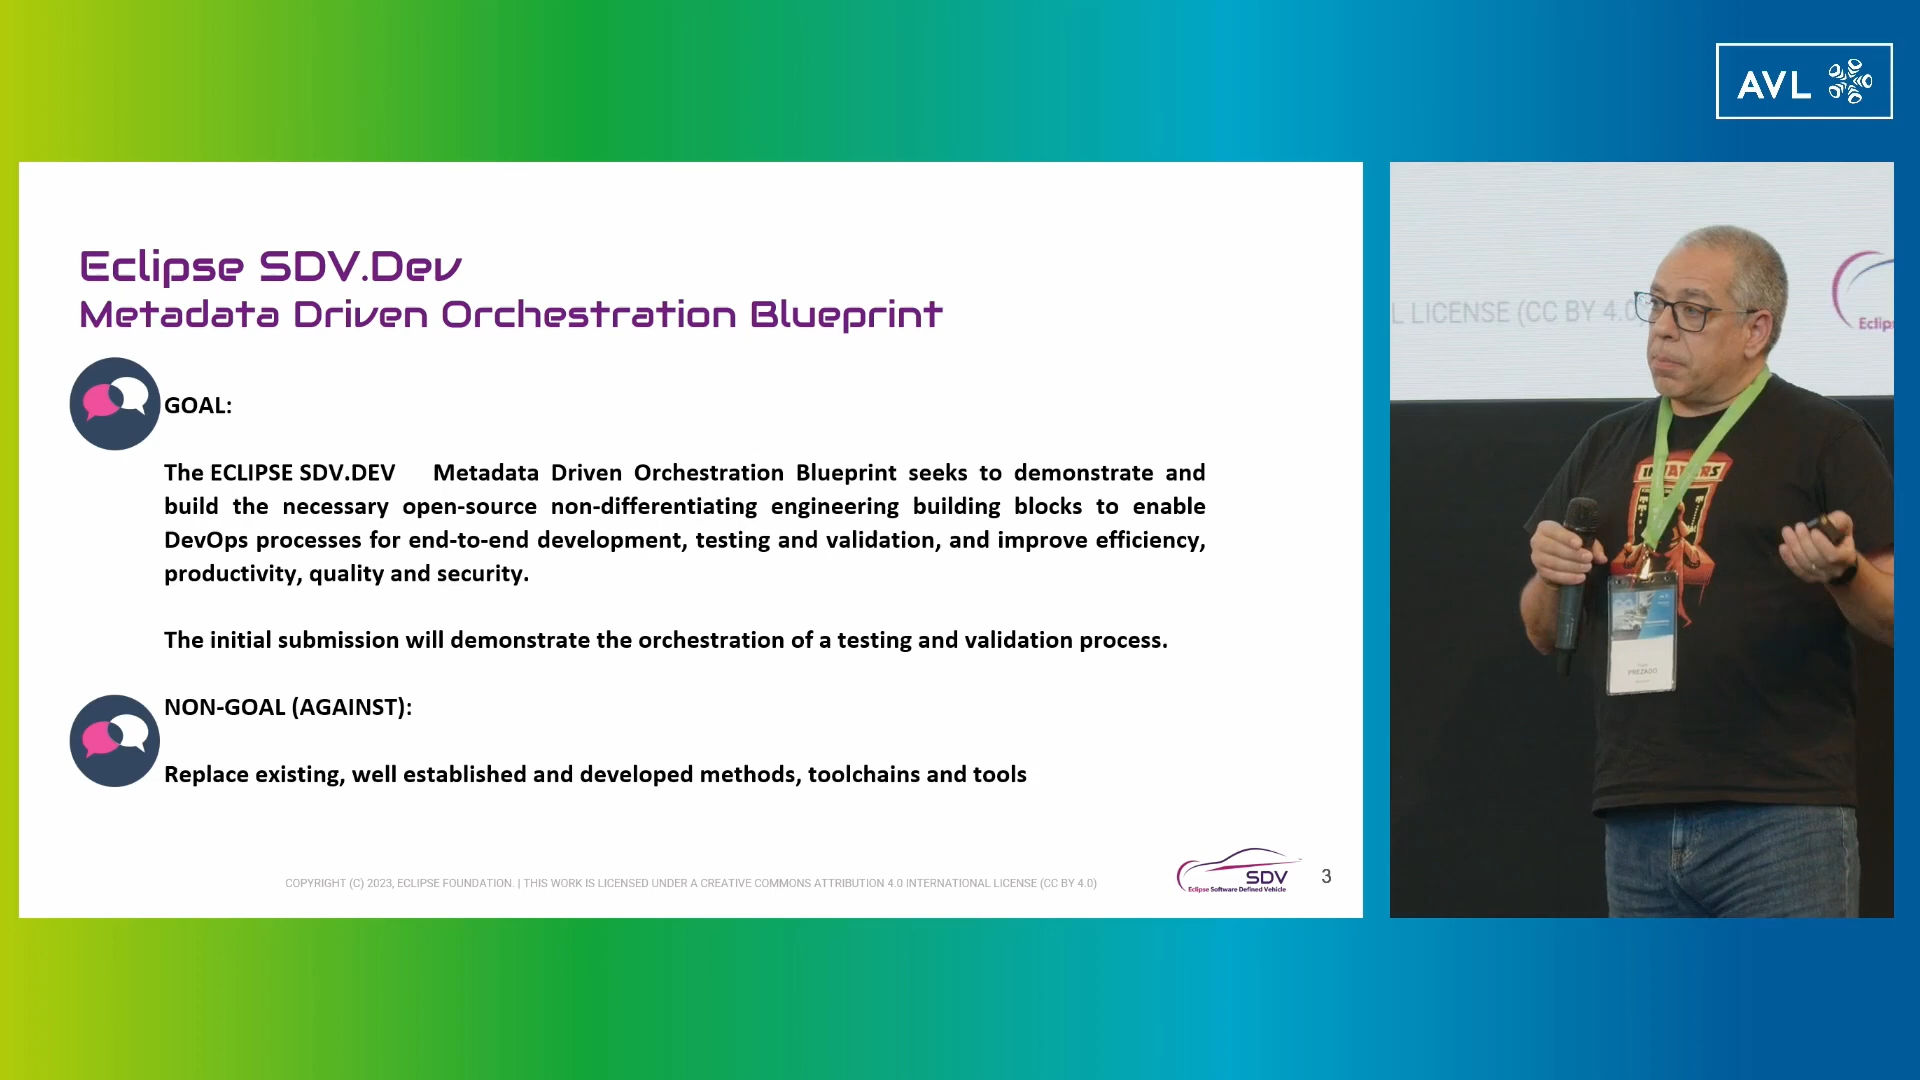 AVL
Eclipse SDV.Dev
Metadata Driven Orchestration Blueprint
GOAL:
The ECLIPSE SDV.DEV Metadata Driven Orchestration Blueprint seeks to demonstrate and
build the necessary open-source non-differentiating engineering building blocks to enable
DevOps processes for end-to-end development, testing and validation, and improve efficiency,
productivity, quality and security.
The initial submission will demonstrate the orchestration of a testing and validation process.
NON-GOAL (AGAINST):
Replace existing, well established and developed methods, toolchains and tools
COPYRIGHT (C) 2023, ECLIPSE FOUNDATION. | THIS WORK IS LICENSED UNDER A CREATIVE COMMONS ATTRIBUTION 4.0 INTERNATIONAL LICENSE (CC BY 4.0)
SDV
Eclipse Software Defined Vehicle
3
L LICENSE (CC BY 4.0
Eclip
PREZADO